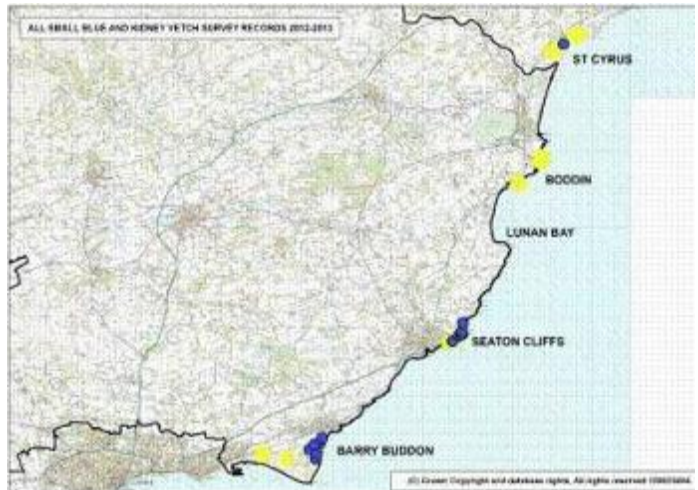 ALL SMALL BLUE AND KIDNEY VETCH SURVEY RECORDS 2012-2013
ST CYRUS
BODDIN
LUNAN BAY
SEATON CLIFFS
BARRY BUDDON
(C) Crown Copyright and database rights. All rights reserved